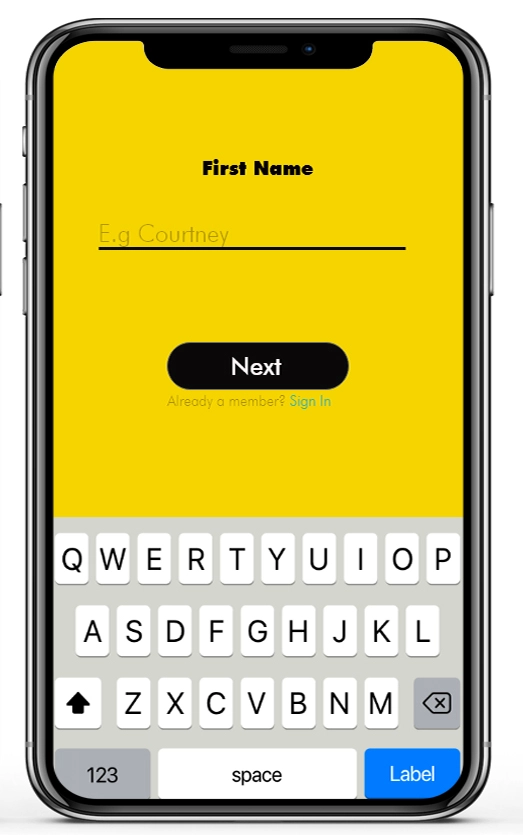 First Name
E.g Courtney
Next
Already a member? Sign In
Q W E R T Y U I O P
A S D F G H J K L
Z X C V B N M
123 space Label